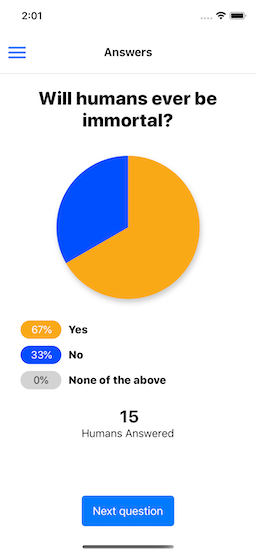 2:01
Answers
Will humans ever be
immortal?
67% Yes
33% No
0% None of the above
15
Humans Answered
Next question